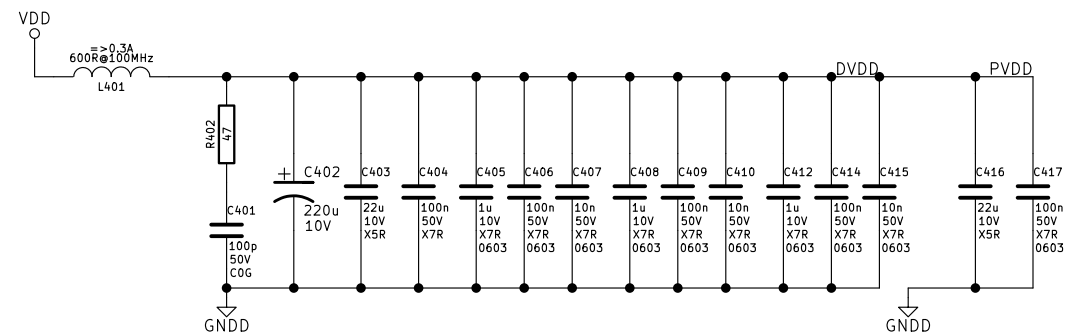 VDD
=>0.3A
600R@100MHz
L401
DVDD
PVDD
R402
47
C401
100p
50V
C0G
C402
220u
10V
C403
22u
10V
X5R
C404
100n
50V
X7R
C405
1u
10V
X7R
0603
C406
100n
50V
X7R
0603
C407
10n
50V
X7R
0603
C408
1u
10V
X7R
0603
C409
100n
50V
X7R
0603
C410
10n
50V
X7R
0603
C412
1u
10V
X7R
0603
C414
100n
50V
X7R
0603
C415
10n
50V
X7R
0603
C416
22u
10V
X5R
C417
100n
50V
X7R
0603
GNDD
GNDD